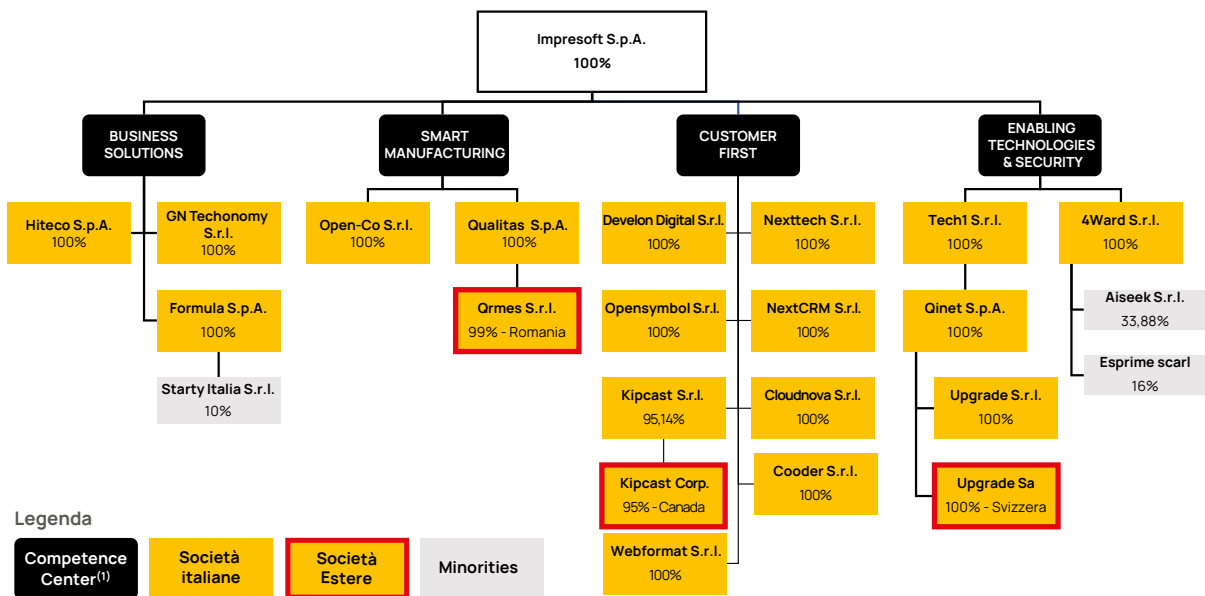 Impresoft S.p.A.
100%
BUSINESS
SOLUTIONS
SMART
MANUFACTURING
CUSTOMER
FIRST
ENABLING
TECHNOLOGIES
& SECURITY
Hiteco S.p.A.
100%
GN Techonomy
S.r.l.
100%
Formula S.p.A.
100%
Starty Italia S.r.l.
10%
Open-Co S.r.l.
100%
Qualitas S.p.A.
100%
Qrmes S.r.l.
99% - Romania
Develon Digital S.r.l.
100%
Nexttech S.r.l.
100%
Opensymbol S.r.l.
100%
NextCRM S.r.l.
100%
Kipcast S.r.l.
95,14%
Cloudnova S.r.l.
100%
Kipcast Corp.
95% - Canada
Cooder S.r.l.
100%
Webformat S.r.l.
100%
Tech1 S.r.l.
100%
4Ward S.r.l.
100%
Qinet S.p.A.
100%
Aiseek S.r.l.
33,88%
Esprime scarl
16%
Upgrade S.r.l.
100%
Upgrade Sa
100% - Svizzera
Legenda
Competence
Center(1)
Società
italiane
Società
Estere
Minorities